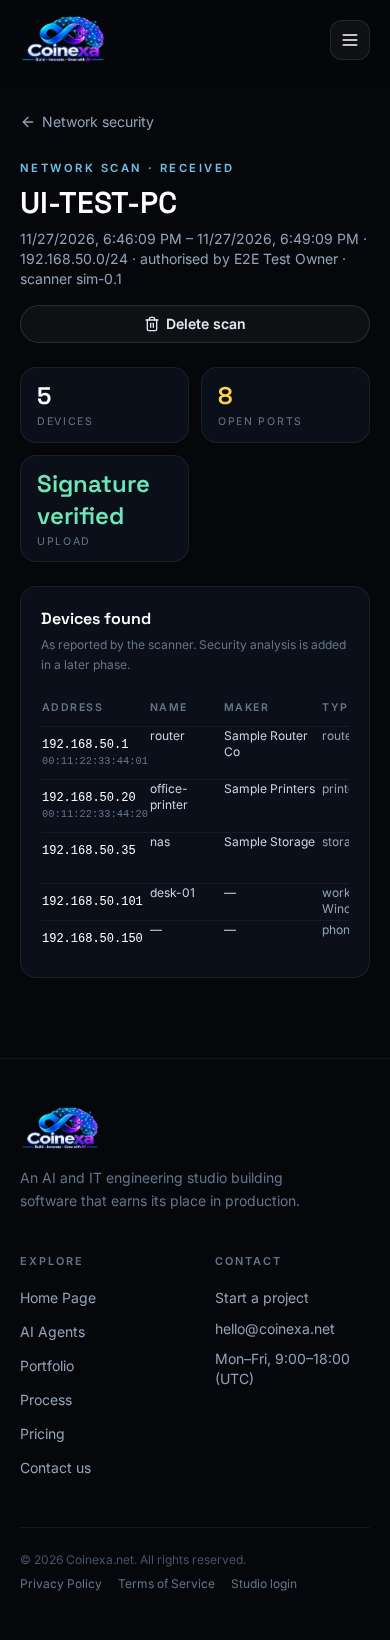 Coinexa
Network security
NETWORK SCAN · RECEIVED
UI-TEST-PC
11/27/2026, 6:46:09 PM – 11/27/2026, 6:49:09 PM ·
192.168.50.0/24 · authorised by E2E Test Owner ·
scanner sim-0.1
Delete scan
5
DEVICES
8
OPEN PORTS
Signature
verified
UPLOAD
Devices found
As reported by the scanner. Security analysis is added
in a later phase.
ADDRESS NAME MAKER TYP
192.168.50.1 router Sample Router route
00:11:22:33:44:01 Co
192.168.50.20 office- Sample Printers print
00:11:22:33:44:20 printer
192.168.50.35 nas Sample Storage stora
192.168.50.101 desk-01 — work
Wind
192.168.50.150 — — phon
Coinexa
An AI and IT engineering studio building
software that earns its place in production.
EXPLORE
Home Page
AI Agents
Portfolio
Process
Pricing
Contact us
CONTACT
Start a project
hello@coinexa.net
Mon–Fri, 9:00–18:00
(UTC)
© 2026 Coinexa.net. All rights reserved.
Privacy Policy Terms of Service Studio login